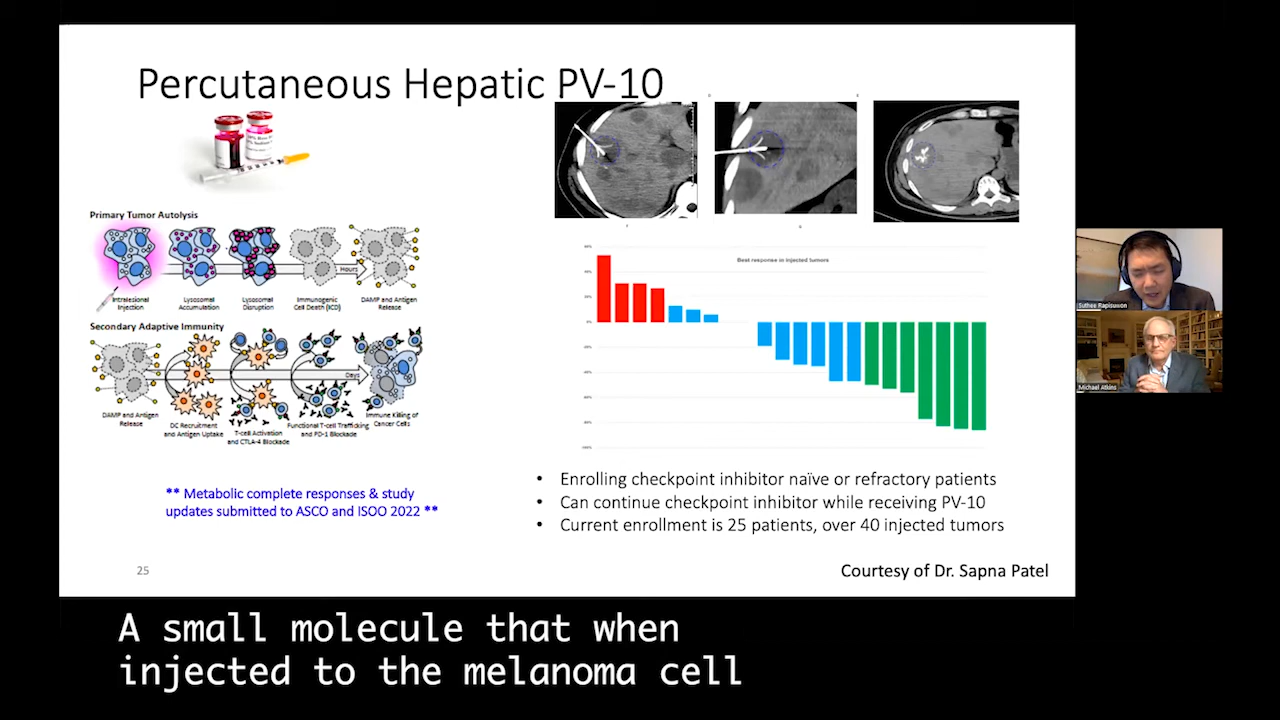 Percutaneous Hepatic PV-10
Primary Tumor Autolysis
Hours
Intralesional
Injection
Lysosomal
Accumulation
Lysosomal
Disruption
Immunogenic
Cell Death (ICD)
DAMP and Antigen
Release
Secondary Adaptive Immunity
Days
DAMP and Antigen
Release
DC Recruitment
and Antigen Uptake
T-cell Activation
and CTLA-4 Blockade
Functional T-cell Trafficking
and PD-1 Blockade
Immune Killing of
Cancer Cells
** Metabolic complete responses & study
updates submitted to ASCO and ISOO 2022 **
Best response in injected tumors
• Enrolling checkpoint inhibitor naïve or refractory patients
• Can continue checkpoint inhibitor while receiving PV-10
• Current enrollment is 25 patients, over 40 injected tumors
25
Courtesy of Dr. Sapna Patel
Suthee Rapisuwon
Michael Atkins
A small molecule that when
injected to the melanoma cell